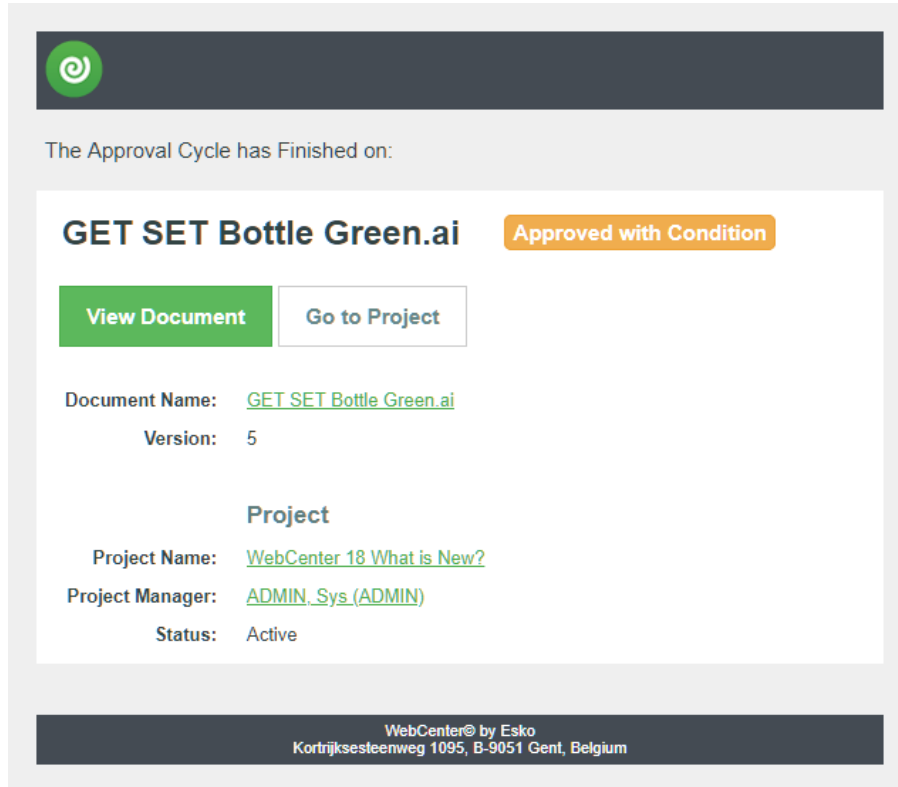 The Approval Cycle has Finished on:
GET SET Bottle Green.ai Approved with Condition
View Document Go to Project
Document Name: GET SET Bottle Green.ai
Version: 5
Project
Project Name: WebCenter 18 What is New?
Project Manager: ADMIN, Sys (ADMIN)
Status: Active
WebCenter© by Esko
Kortrijksesteenweg 1095, B-9051 Gent, Belgium